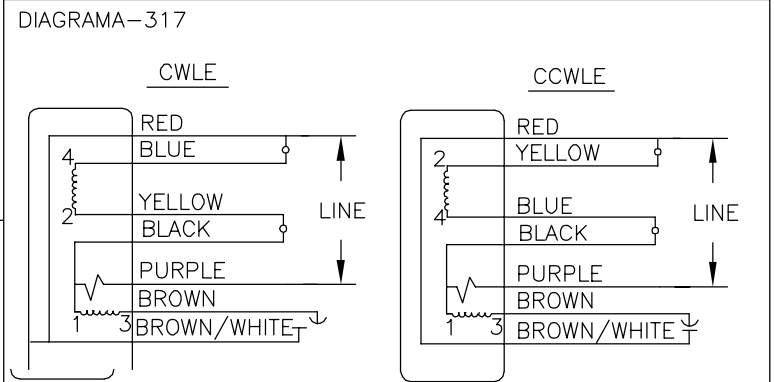 DIAGRAMA-317
CWLE
RED
4
BLUE
YELLOW
2
BLACK
LINE
PURPLE
BROWN
1
3
BROWN/WHITE
CCWLE
RED
2
YELLOW
BLUE
4
BLACK
LINE
PURPLE
BROWN
1
3
BROWN/WHITE